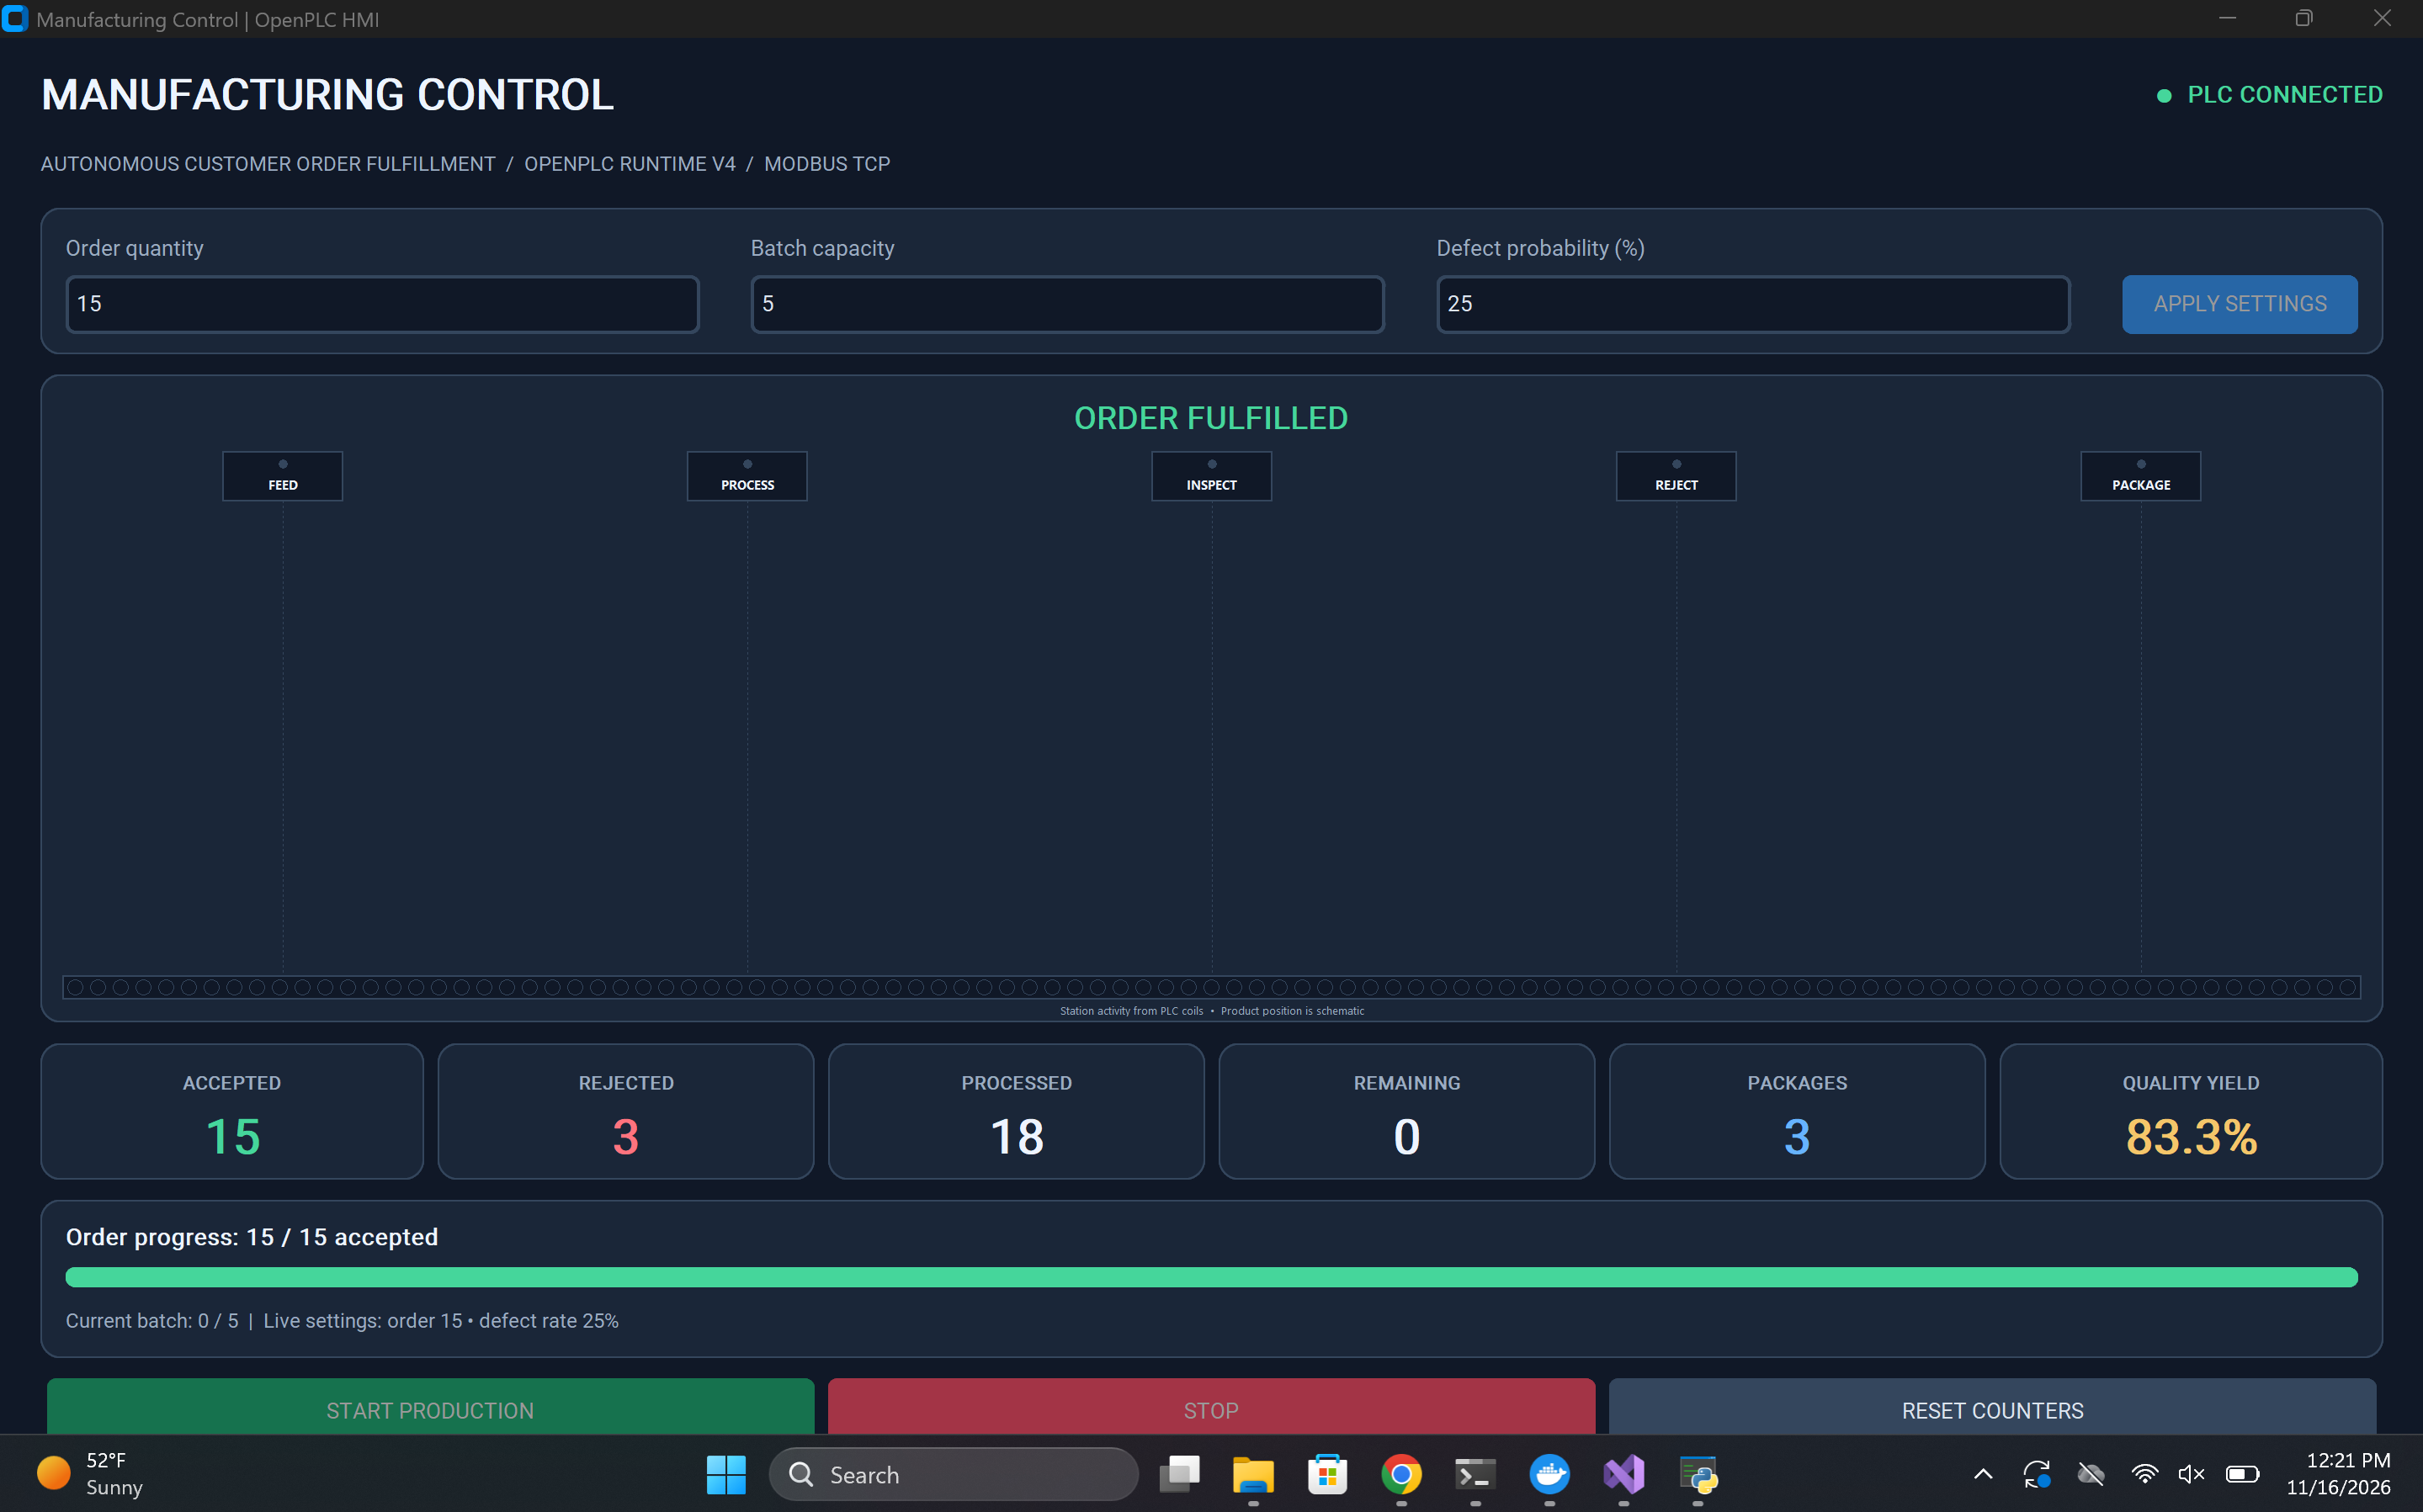 Manufacturing Control | OpenPLC HMI
MANUFACTURING CONTROL
PLC CONNECTED
AUTONOMOUS CUSTOMER ORDER FULFILLMENT / OPENPLC RUNTIME V4 / MODBUS TCP
Order quantity
Batch capacity
Defect probability (%)
15
5
25
APPLY SETTINGS
ORDER FULFILLED
FEED
PROCESS
INSPECT
REJECT
PACKAGE
Station activity from PLC coils • Product position is schematic
ACCEPTED
15
REJECTED
3
PROCESSED
18
REMAINING
0
PACKAGES
3
QUALITY YIELD
83.3%
Order progress: 15 / 15 accepted
Current batch: 0 / 5 | Live settings: order 15 • defect rate 25%
START PRODUCTION
STOP
RESET COUNTERS
52°F
Sunny
Search
12:21 PM
11/16/2026